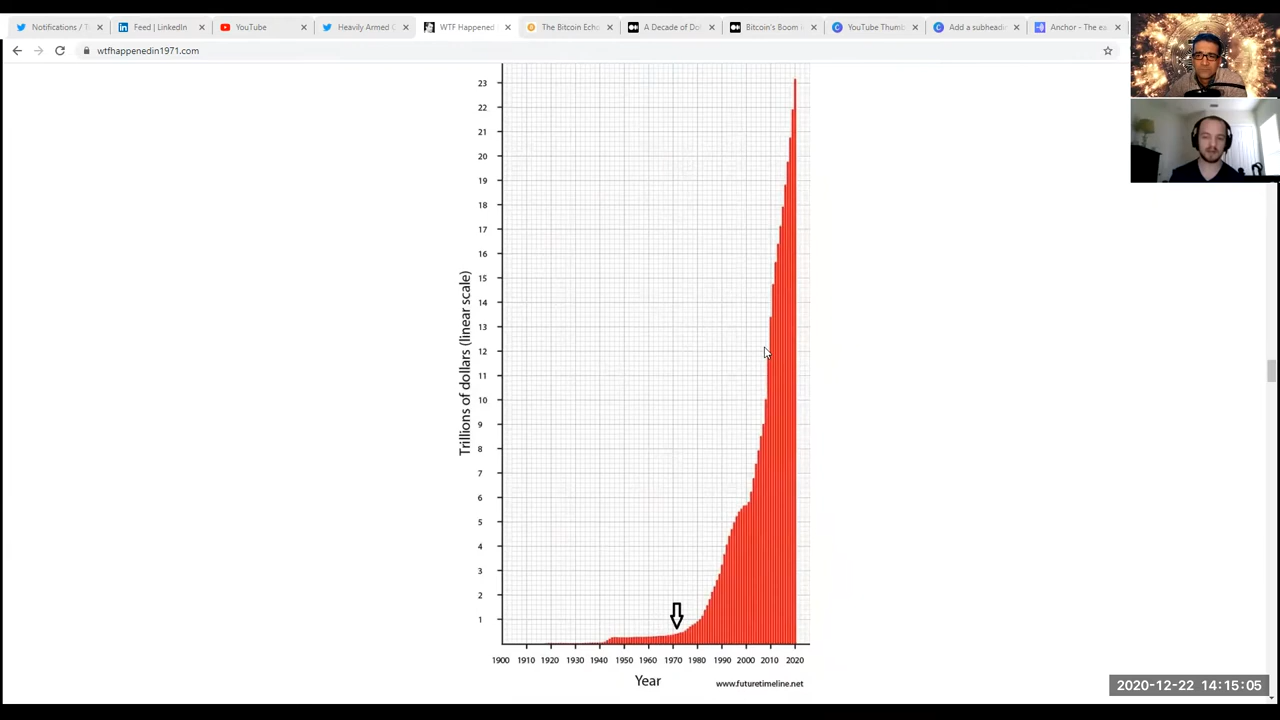 Notifications / T
Feed | LinkedIn
YouTube
Heavily Armed C
WTF Happened
The Bitcoin Echo
A Decade of Dol
Bitcoin's Boom
YouTube Thumb
Add a subheadin
Anchor - The ea
wtfhappenedin1971.com
23
22
21
20
19
18
17
16
15
14
13
12
11
10
9
8
7
6
5
4
3
2
1
Trillions of dollars (linear scale)
1900 1910 1920 1930 1940 1950 1960 1970 1980 1990 2000 2010 2020
Year
www.futuretimeline.net
2020-12-22 14:15:05